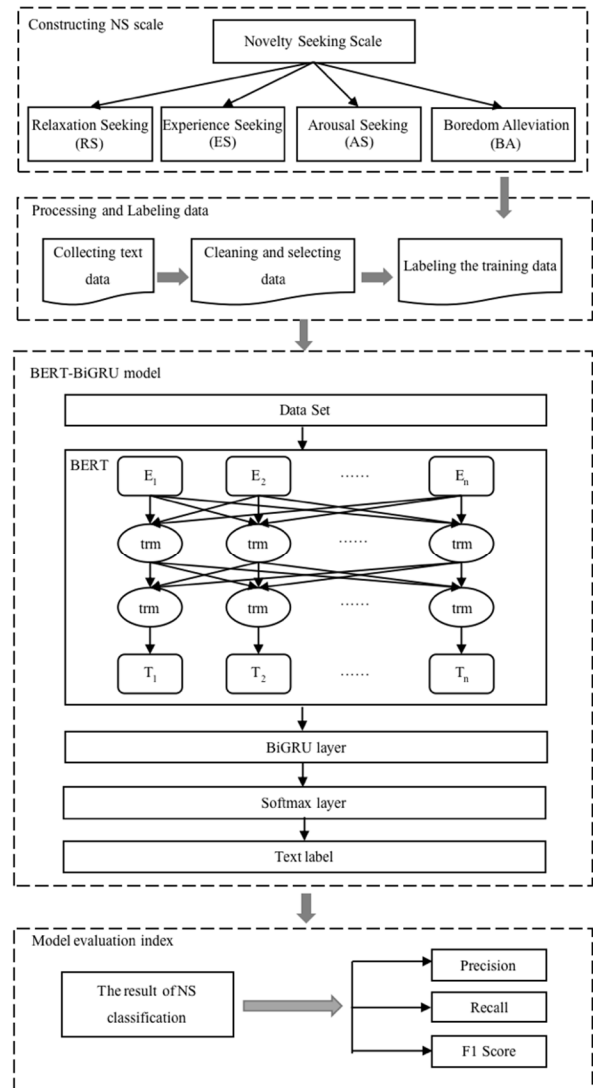 Constructing NS scale
Novelty Seeking Scale
Relaxation Seeking
(RS)
Experience Seeking
(ES)
Arousal Seeking
(AS)
Boredom Alleviation
(BA)
Processing and Labeling data
Collecting text
data
Cleaning and selecting
data
Labeling the training data
BERT-BiGRU model
Data Set
BERT
E1 E2 ...... En
trm trm ...... trm
trm trm ...... trm
T1 T2 ...... Tn
BiGRU layer
Softmax layer
Text label
Model evaluation index
The result of NS
classification
Precision
Recall
F1 Score